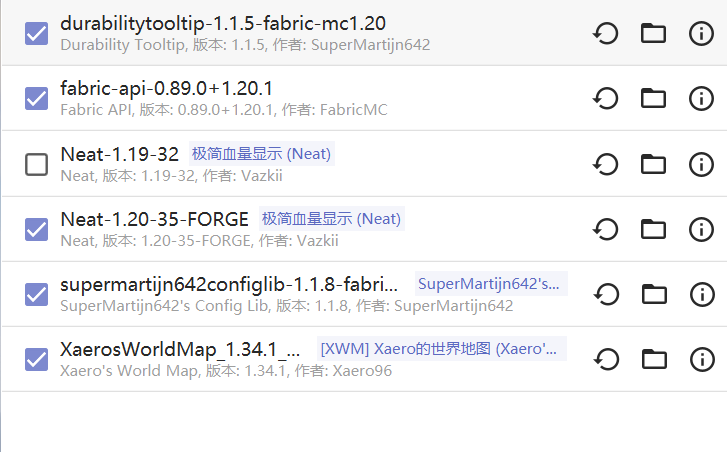 durabilitytooltip-1.1.5-fabric-mc1.20
Durability Tooltip, 版本: 1.1.5, 作者: SuperMartijn642
fabric-api-0.89.0+1.20.1
Fabric API, 版本: 0.89.0+1.20.1, 作者: FabricMC
Neat-1.19-32 极简血量显示 (Neat)
Neat, 版本: 1.19-32, 作者: Vazkii
Neat-1.20-35-FORGE 极简血量显示 (Neat)
Neat, 版本: 1.20-35-FORGE, 作者: Vazkii
supermartijn642configlib-1.1.8-fabri... SuperMartijn642's...
SuperMartijn642's Config Lib, 版本: 1.1.8, 作者: SuperMartijn642
XaerosWorldMap_1.34.1_... [XWM] Xaero的世界地图 (Xaero'...
Xaero's World Map, 版本: 1.34.1, 作者: Xaero96